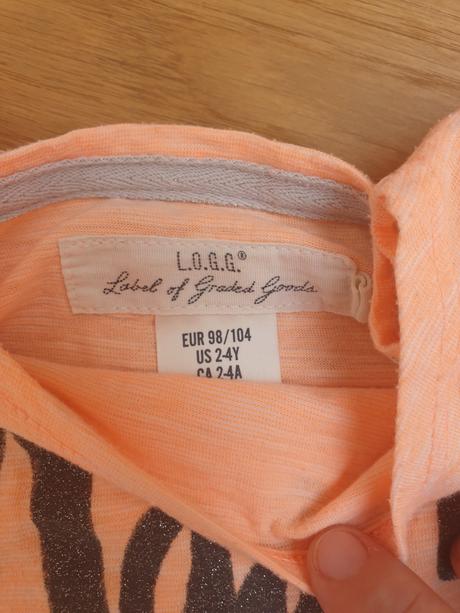 L.O.G.G.®
Label of Graded Goods
EUR 98/104
US 2-4Y
CA 2-4A